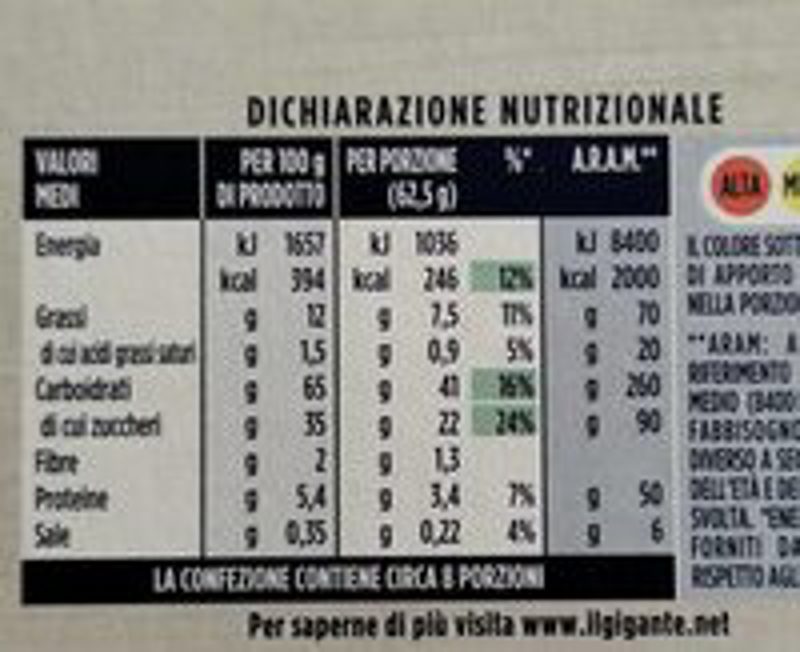 DICHIARAZIONE NUTRIZIONALE
VALORI MEDI PER 100 g DI PRODOTTO PER PORZIONE (62,5 g) %* A.R.A.M.**
Energia kJ 1657 kJ 1036 kJ 8400
kcal 394 kcal 246 12% kcal 2000
Grassi g 12 g 7,5 11% g 70
di cui acidi grassi saturi g 1,5 g 0,9 5% g 20
Carboidrati g 65 g 41 16% g 260
di cui zuccheri g 35 g 22 24% g 90
Fibre g 2 g 1,3
Proteine g 5,4 g 3,4 7% g 50
Sale g 0,35 g 0,22 4% g 6
LA CONFEZIONE CONTIENE CIRCA 8 PORZIONI
Per saperne di più visita www.ilgigante.net
ALTA
IL COLORE
DI APPORTO
NELLA
**ARAM: A
RIFERIMENTO
MEDIO (8400
FABBISOGNO
DIVERSO A
DELL'ETÀ E
SVOLTA.
FORNITI
RISPETTO